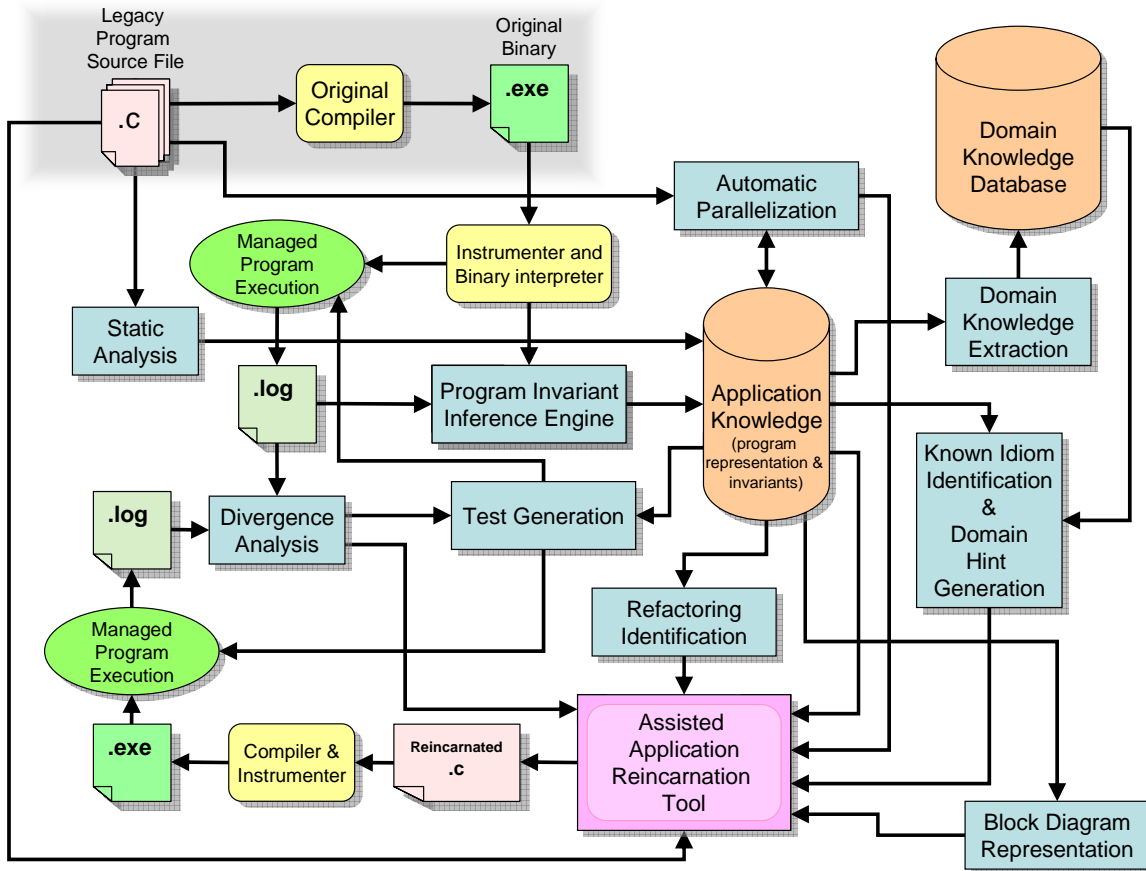 Legacy
Program
Source File
Original
Binary
.c
Original
Compiler
.exe
Domain
Knowledge
Database
Automatic
Parallelization
Managed
Program
Execution
Instrumenter and
Binary interpreter
Static
Analysis
Domain
Knowledge
Extraction
.log
Program Invariant
Inference Engine
Application
Knowledge
(program
representation &
invariants)
Known Idiom
Identification
&
Domain
Hint
Generation
.log
Divergence
Analysis
Test Generation
Refactoring
Identification
Managed
Program
Execution
.exe
Compiler &
Instrumenter
Reincarnated
.c
Assisted
Application
Reincarnation
Tool
Block Diagram
Representation